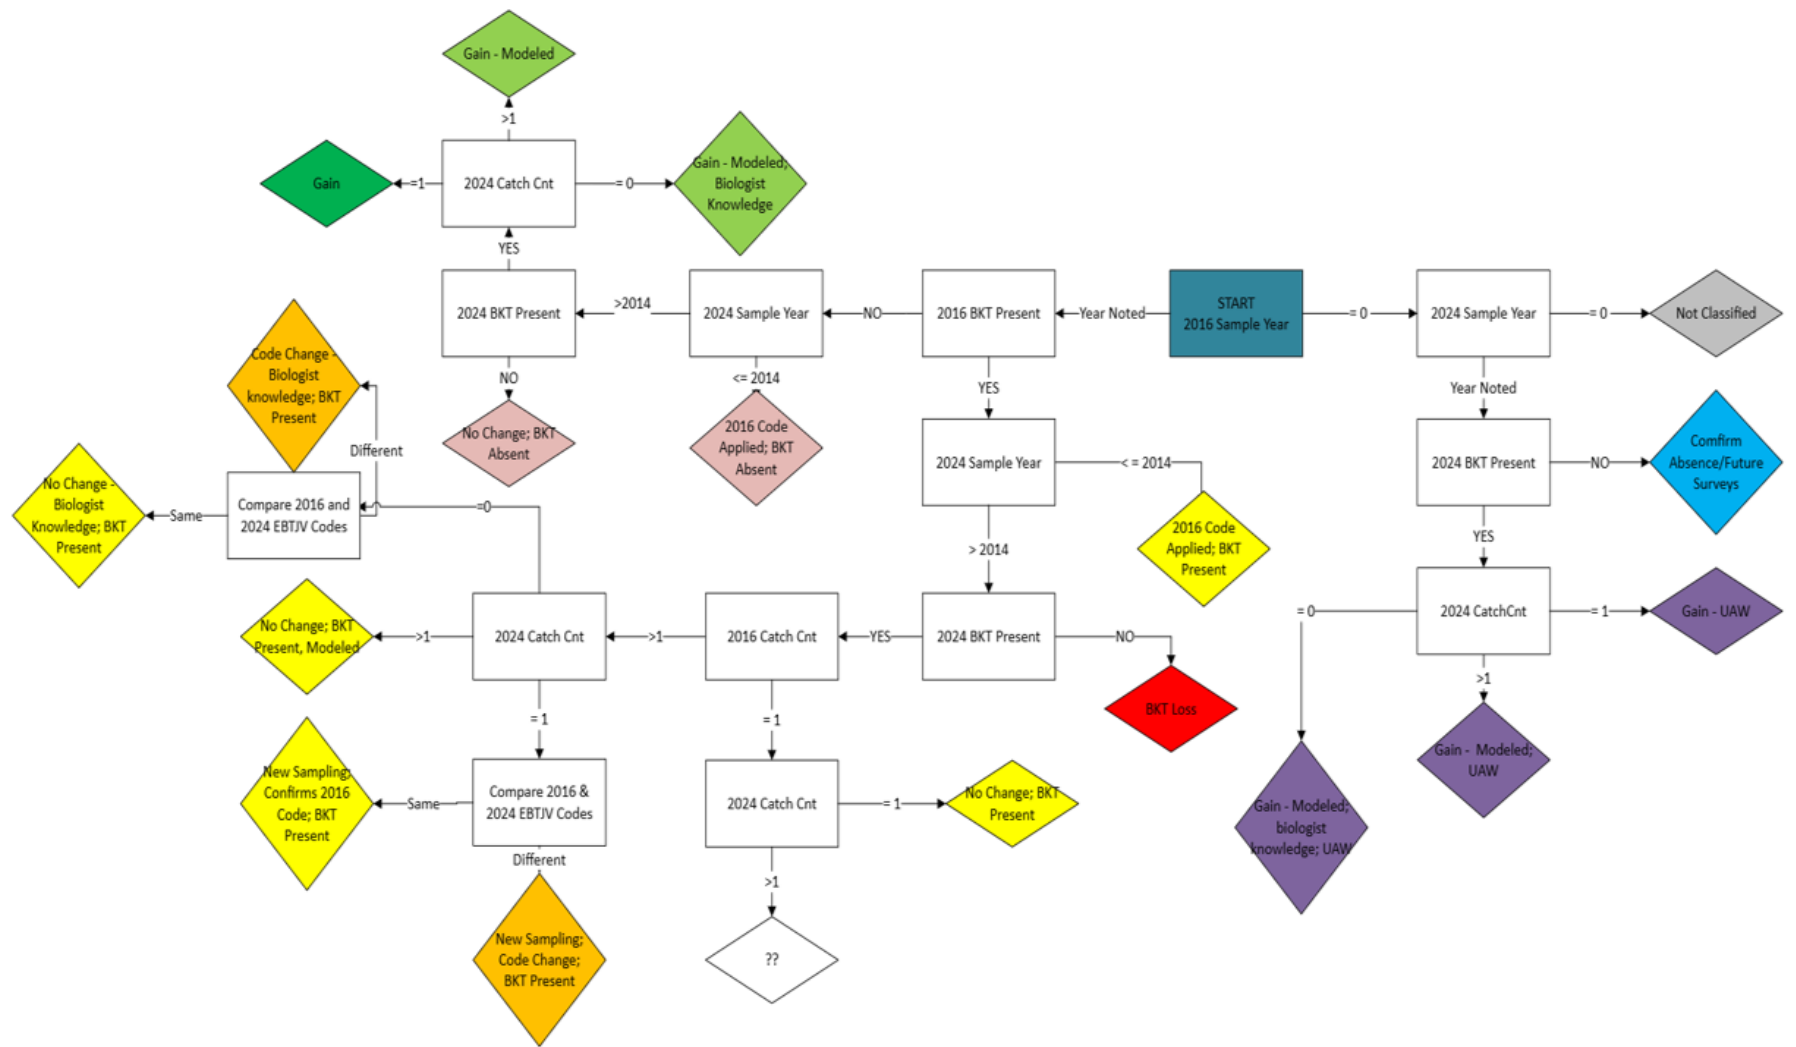 Gain - Modeled
>1
Gain - Modeled;
Biologist
Knowledge
Gain
=1
2024 Catch Cnt
= 0
YES
2024 BKT Present
>2014
2024 Sample Year
NO
2016 BKT Present
Year Noted
START
2016 Sample Year
= 0
2024 Sample Year
= 0
Not Classified
NO
<= 2014
YES
Year Noted
Code Change -
Biologist
knowledge; BKT
Present
No Change; BKT
Absent
2016 Code
Applied; BKT
Absent
2024 Sample Year
< = 2014
2024 BKT Present
NO
Comfirm
Absence/Future
Surveys
Different
No Change -
Biologist
Knowledge; BKT
Present
Same
Compare 2016 and
2024 EBTJV Codes
=0
> 2014
2016 Code
Applied; BKT
Present
YES
= 0
2024 CatchCnt
= 1
Gain - UAW
No Change; BKT
Present, Modeled
>1
2024 Catch Cnt
>1
2016 Catch Cnt
YES
2024 BKT Present
NO
>1
BKT Loss
= 1
= 1
Gain - Modeled;
UAW
New Sampling;
Confirms 2016
Code; BKT
Present
Same
Compare 2016 &
2024 EBTJV Codes
2024 Catch Cnt
= 1
No Change; BKT
Present
Gain - Modeled;
biologist
knowledge; UAW
Different
>1
New Sampling;
Code Change;
BKT Present
??